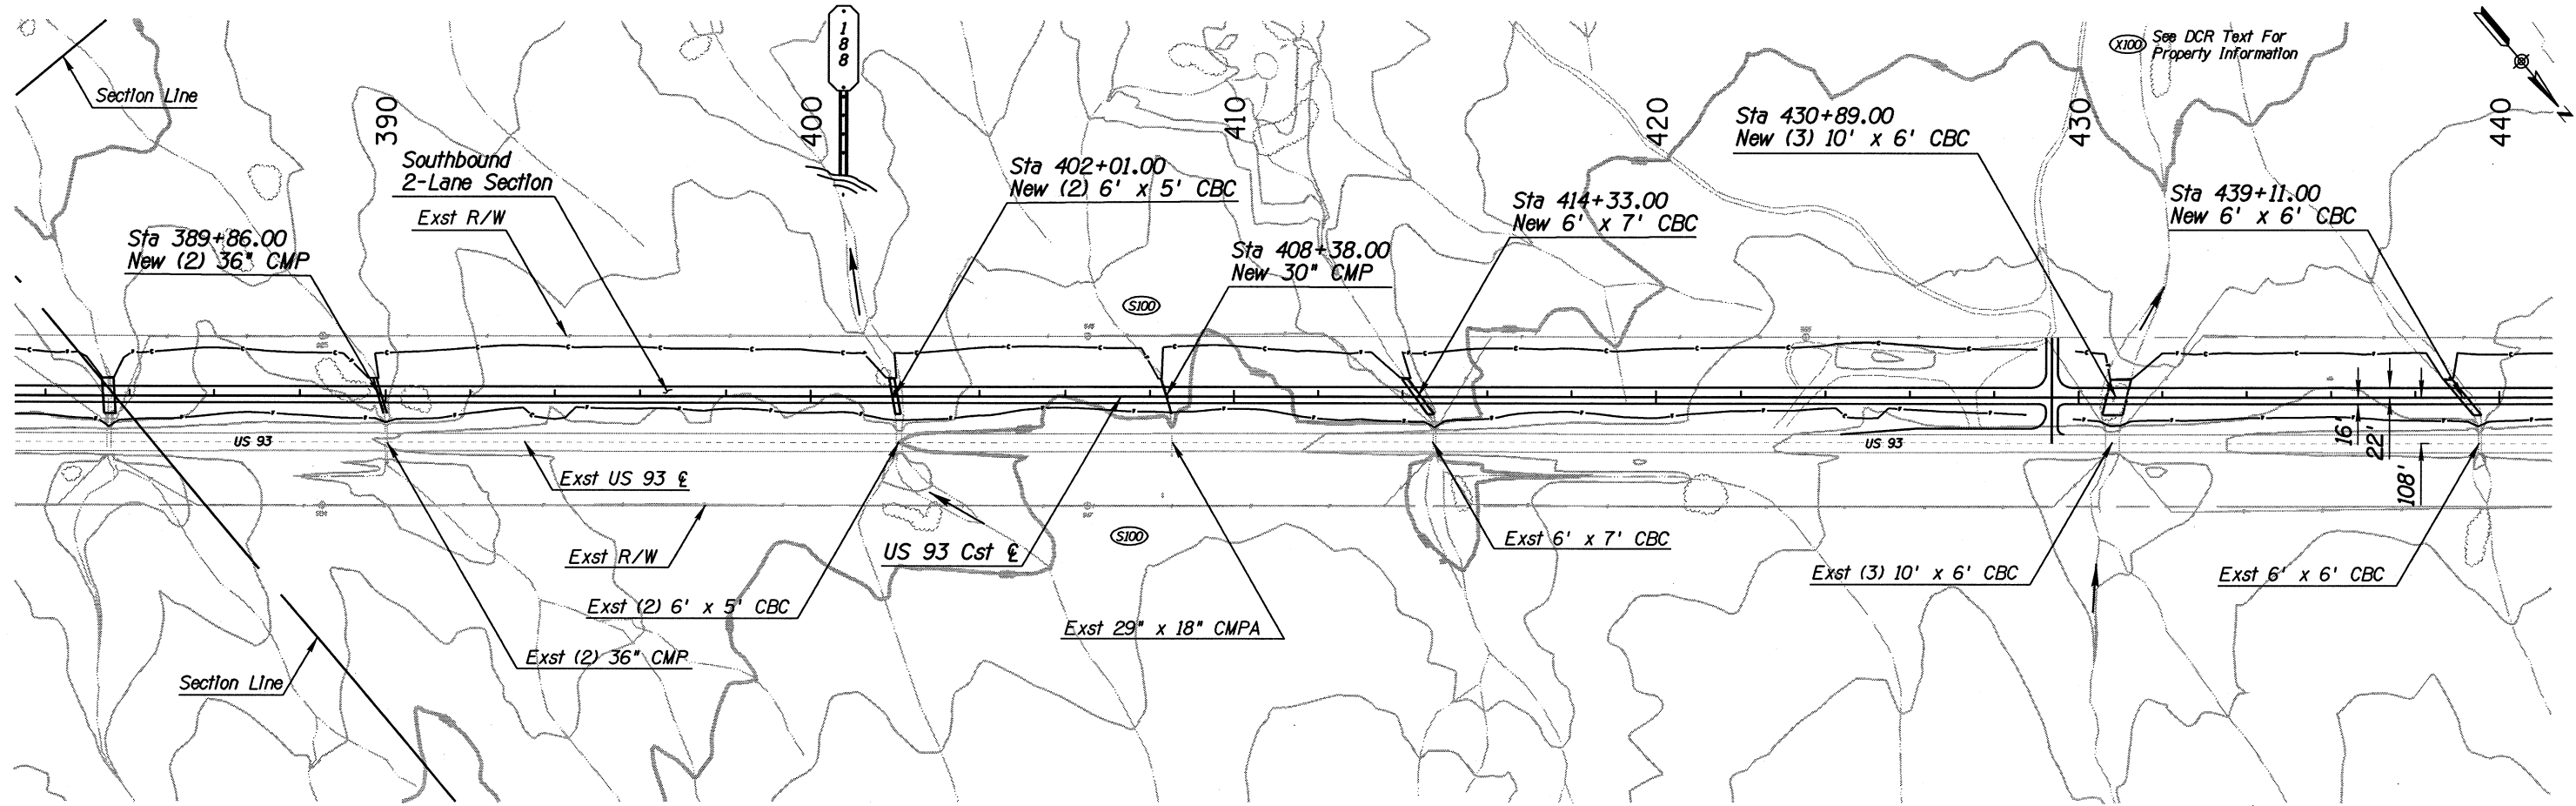 Section Line
390
Southbound
2-Lane Section
Exst R/W
Sta 389+86.00
New (2) 36" CMP
188
400
Sta 402+01.00
New (2) 6' x 5' CBC
410
Sta 408+38.00
New 30" CMP
S100
Sta 414+33.00
New 6' x 7' CBC
420
Sta 430+89.00
New (3) 10' x 6' CBC
430
X100 See DCR Text For
Property Information
N
440
Sta 439+11.00
New 6' x 6' CBC
US 93
US 93
16'
22'
108'
Exst US 93 ℄
Exst R/W
US 93 Cst ℄
S100
Exst 6' x 7' CBC
Exst (3) 10' x 6' CBC
Exst 6' x 6' CBC
Exst (2) 6' x 5' CBC
Exst 29" x 18" CMPA
Exst (2) 36" CMP
Section Line